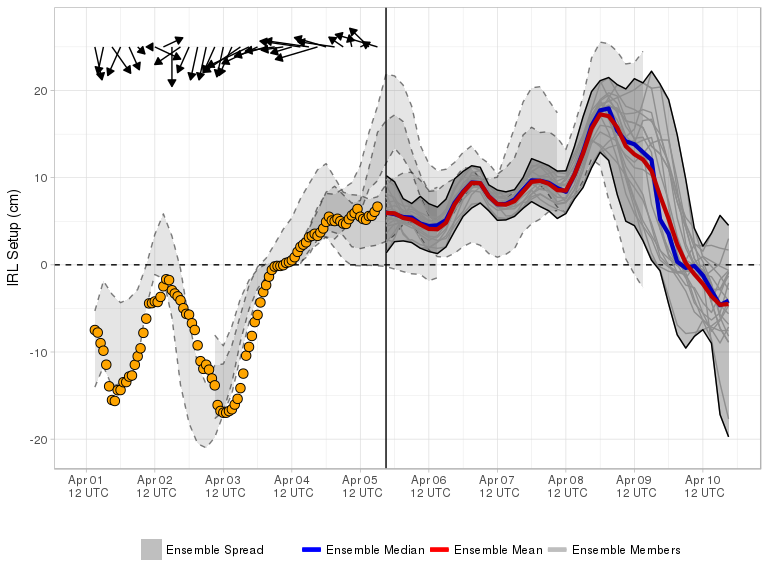 IRL Setup (cm)
20
10
0
-10
-20
Apr 01 Apr 02 Apr 03 Apr 04 Apr 05 Apr 06 Apr 07 Apr 08 Apr 09 Apr 10
12 UTC 12 UTC 12 UTC 12 UTC 12 UTC 12 UTC 12 UTC 12 UTC 12 UTC 12 UTC
Ensemble Spread Ensemble Median Ensemble Mean Ensemble Members